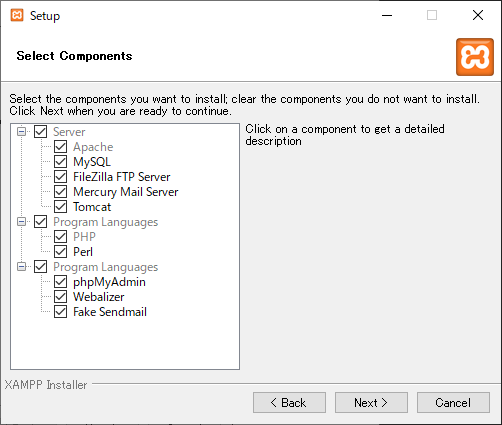 Setup
Select Components
Select the components you want to install; clear the components you do not want to install.
Click Next when you are ready to continue.
Server
Apache
MySQL
FileZilla FTP Server
Mercury Mail Server
Tomcat
Program Languages
PHP
Perl
Program Languages
phpMyAdmin
Webalizer
Fake Sendmail
Click on a component to get a detailed
description
XAMPP Installer
< Back
Next >
Cancel